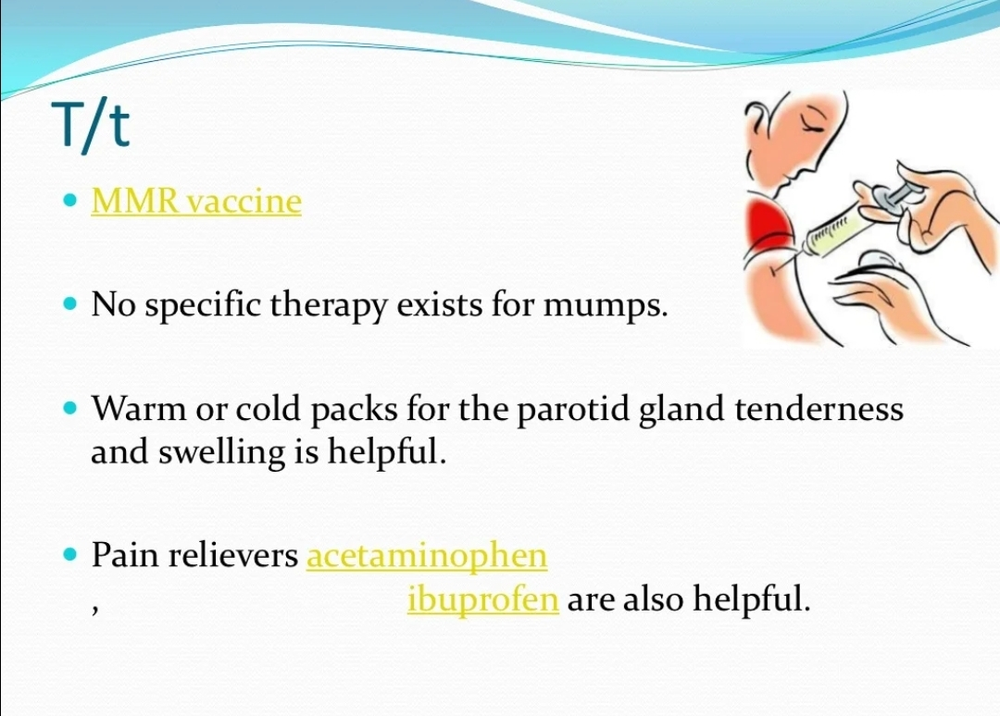 T/t
• MMR vaccine
• No specific therapy exists for mumps.
• Warm or cold packs for the parotid gland tenderness
and swelling is helpful.
• Pain relievers acetaminophen
, ibuprofen are also helpful.